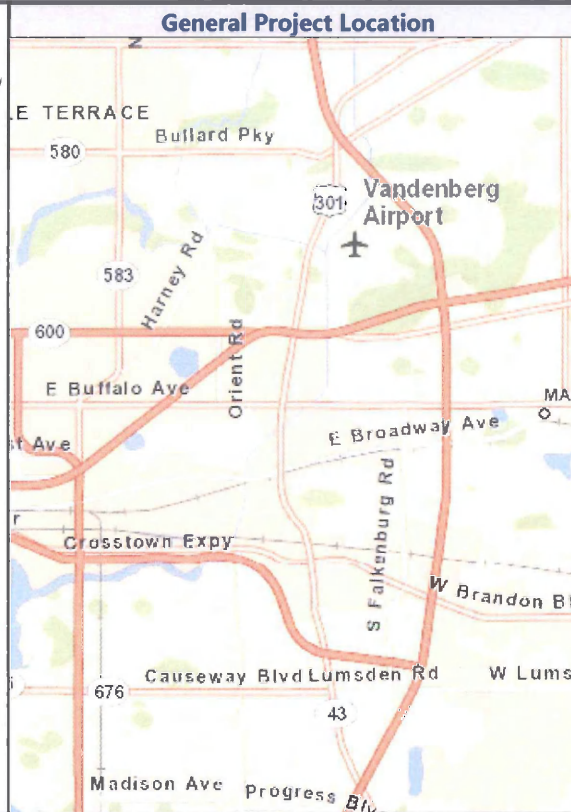 General Project Location
N
E TERRACE
Bullard Pky
580
301
Vandenberg
Airport
583
Harney Rd
600
Orient Rd
E Buffalo Ave
MA
st Ave
E Broadway Ave
S Falkenburg Rd
r
Crosstown Expy
W Brandon Bl
Causeway Blvd
Lumsden Rd
W Lums
676
43
Madison Ave
Progress Blv